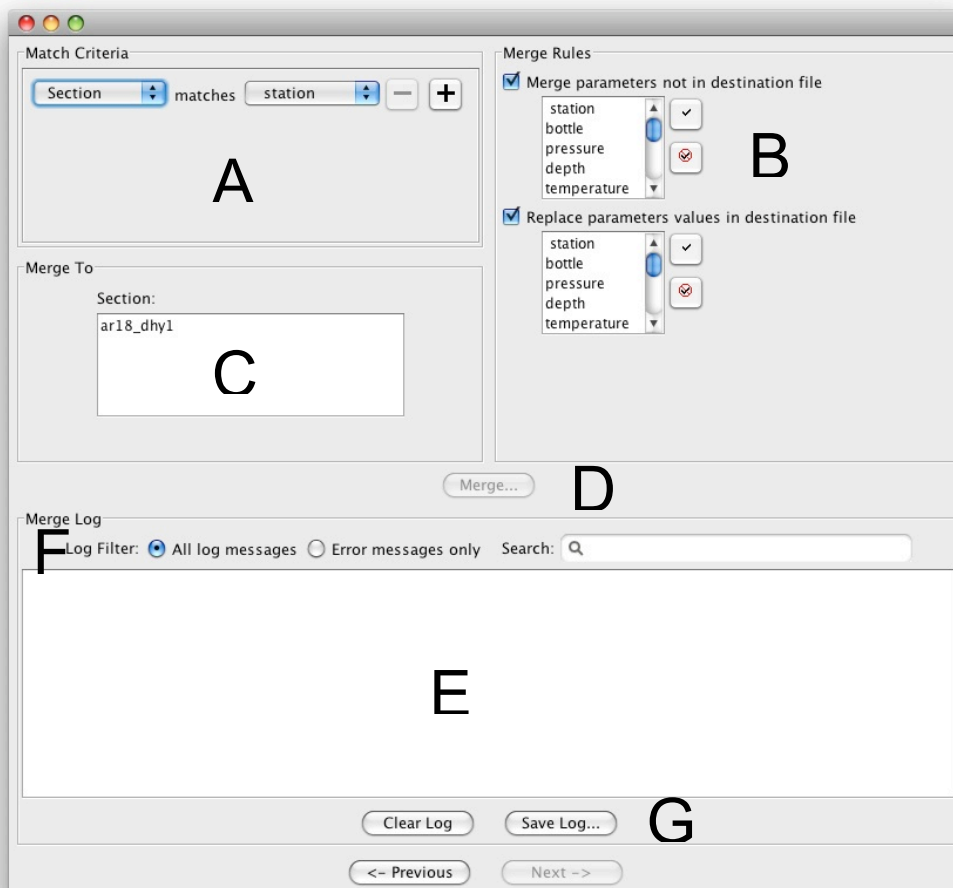 Match Criteria
Section matches station − +
A
Merge To
Section:
ar18_dhy1
C
Merge Rules
Merge parameters not in destination file
station
bottle
pressure
depth
temperature
B
Replace parameters values in destination file
station
bottle
pressure
depth
temperature
Merge... D
Merge Log
F Log Filter: All log messages Error messages only Search:
E
Clear Log Save Log... G
<- Previous Next ->